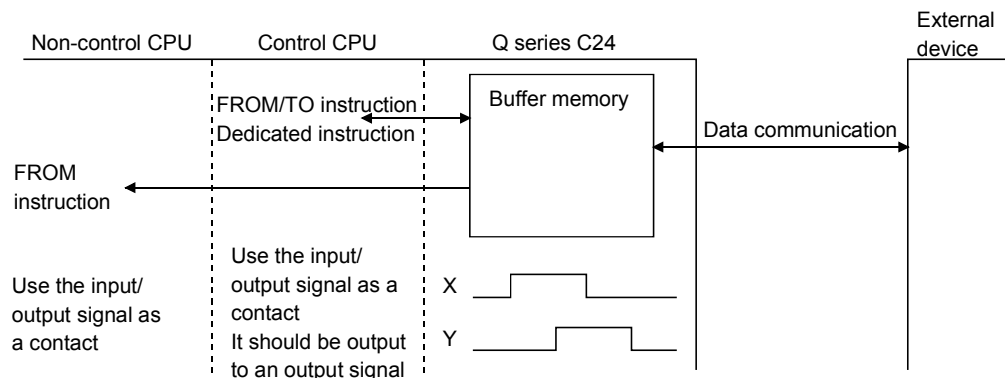 Non-control CPU
Control CPU
Q series C24
External
device
FROM/TO instruction
Dedicated instruction
Buffer memory
Data communication
FROM
instruction
Use the input/
output signal as
a contact
Use the input/
output signal as a
contact
It should be output
to an output signal
X
Y